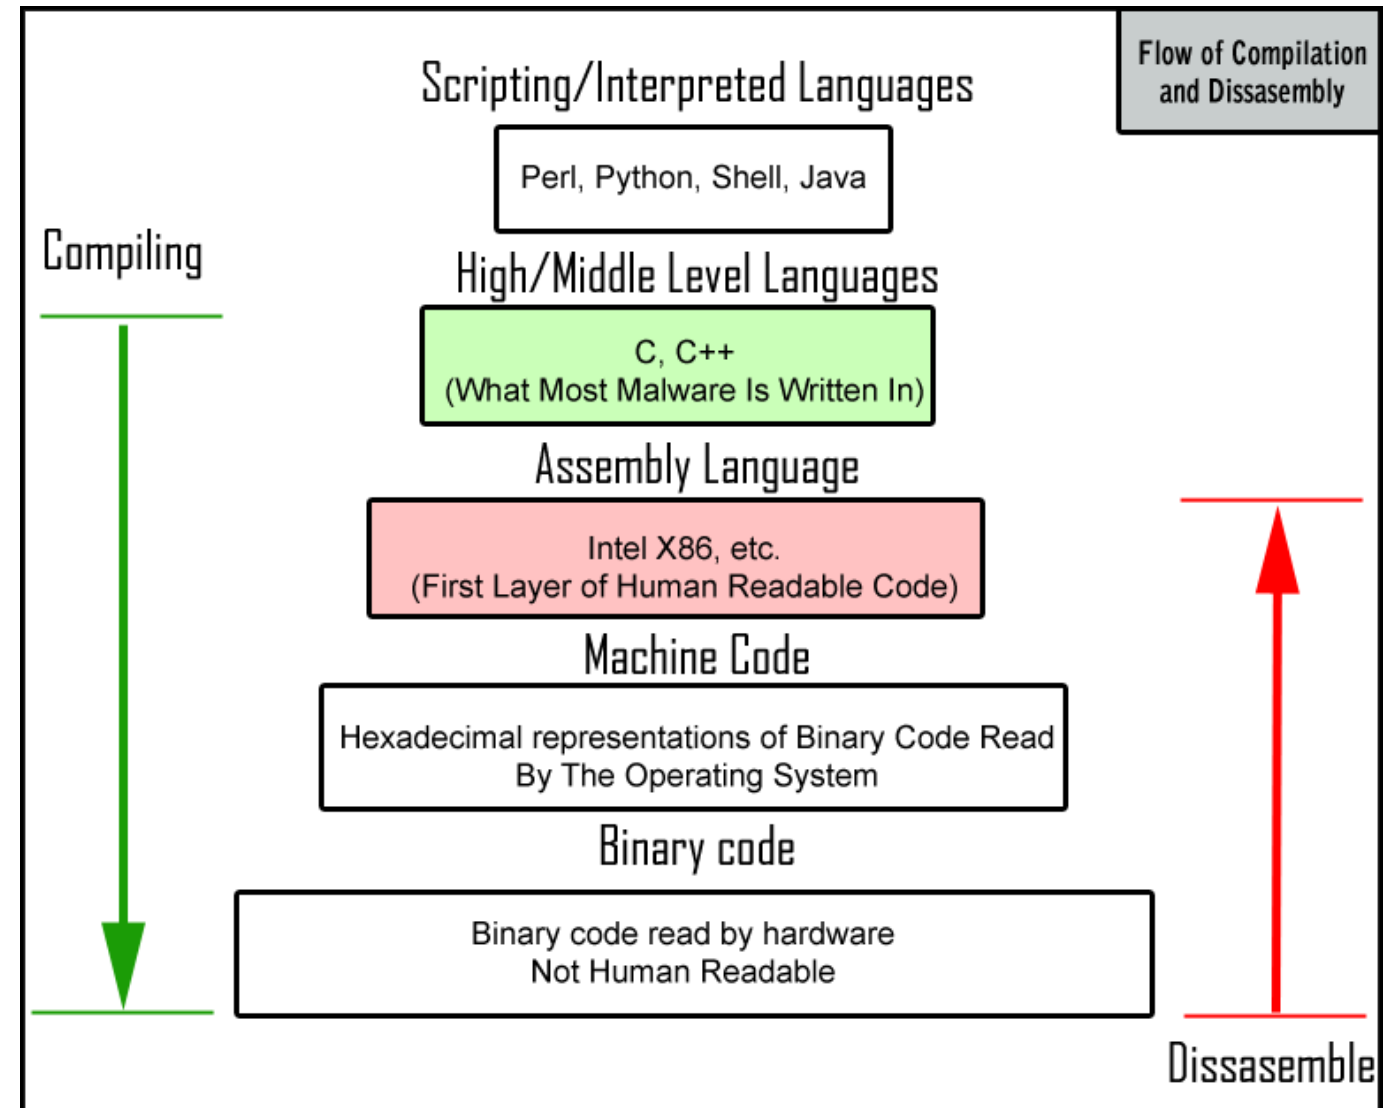 Flow of Compilation
and Dissasembly
Scripting/Interpreted Languages
Perl, Python, Shell, Java
Compiling
High/Middle Level Languages
C, C++
(What Most Malware Is Written In)
Assembly Language
Intel X86, etc.
(First Layer of Human Readable Code)
Machine Code
Hexadecimal representations of Binary Code Read
By The Operating System
Binary code
Binary code read by hardware
Not Human Readable
Dissasemble